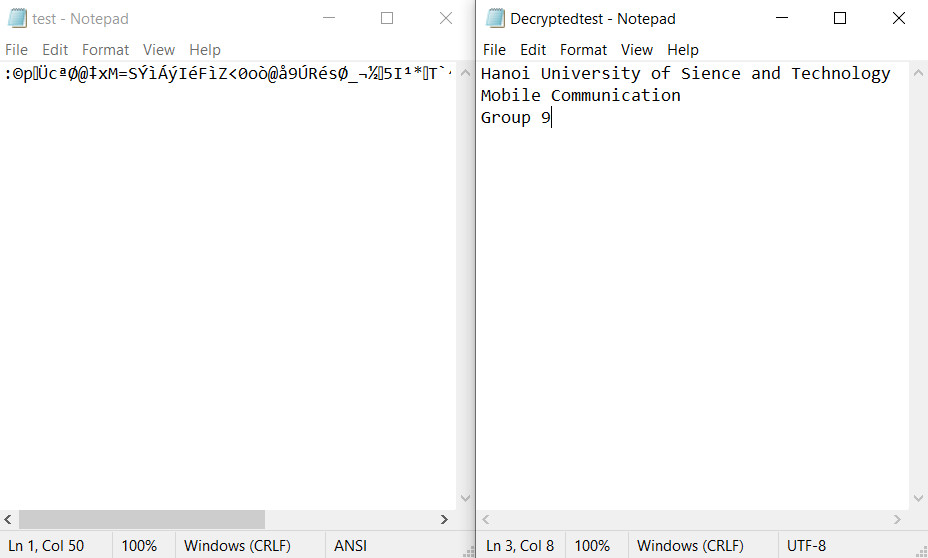 test - Notepad
File Edit Format View Help
Ln 1, Col 50 100% Windows (CRLF) ANSI
Decryptedtest - Notepad
File Edit Format View Help
Hanoi University of Sience and Technology
Mobile Communication
Group 9
Ln 3, Col 8 100% Windows (CRLF) UTF-8